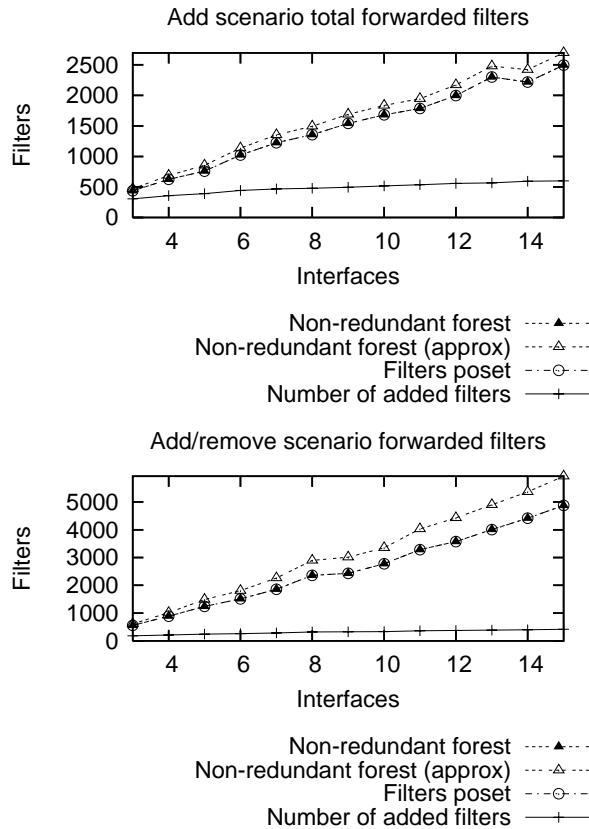 Add scenario total forwarded filters
2500
2000
1500
1000
500
0
Filters
4 6 8 10 12 14
Interfaces
Non-redundant forest
Non-redundant forest (approx)
Filters poset
Number of added filters
Add/remove scenario forwarded filters
5000
4000
3000
2000
1000
0
Filters
4 6 8 10 12 14
Interfaces
Non-redundant forest
Non-redundant forest (approx)
Filters poset
Number of added filters